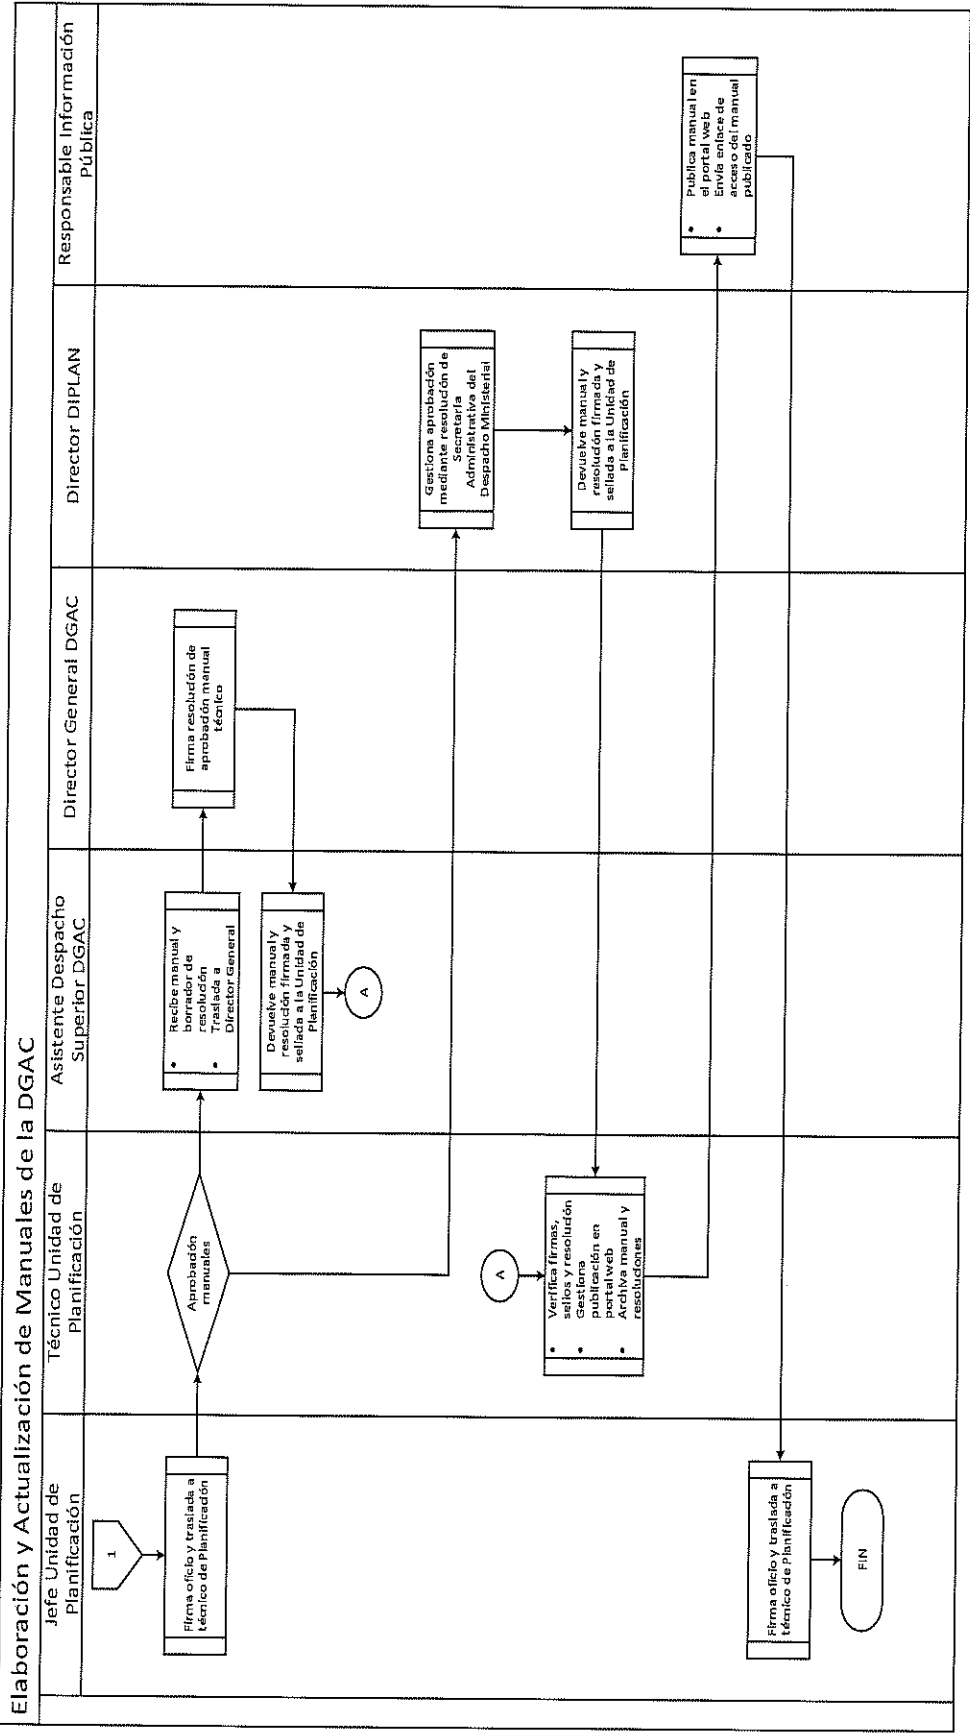 Elaboración y Actualización de Manuales de la DGAC
Jefe Unidad de
Planificación
Técnico Unidad de
Planificación
Asistente Despacho
Superior DGAC
Director General DGAC
Director DIPLAN
Responsable Información
Pública
1
Firma oficio y traslada a
técnico de Planificación
Aprobación
manuales
• Recibe manual y
borrador de
resolución
• Traslada a
Director General
Firma resolución de
aprobación manual
técnico
Devuelve manual y
resolución firmada y
sellada a la Unidad de
Planificación
A
Gestiona aprobación
mediante resolución de
Secretaría
Administrativa del
Despacho Ministerial
Devuelve manual y
resolución firmada y
sellada a la Unidad de
Planificación
A
• Verifica firmas,
sellos y resolución
• Gestiona
publicación en
portal web
• Archiva manual y
resoluciones
• Publica manual en
el portal web
• Envía enlace de
acceso del manual
publicado
Firma oficio y traslada a
técnico de Planificación
FIN